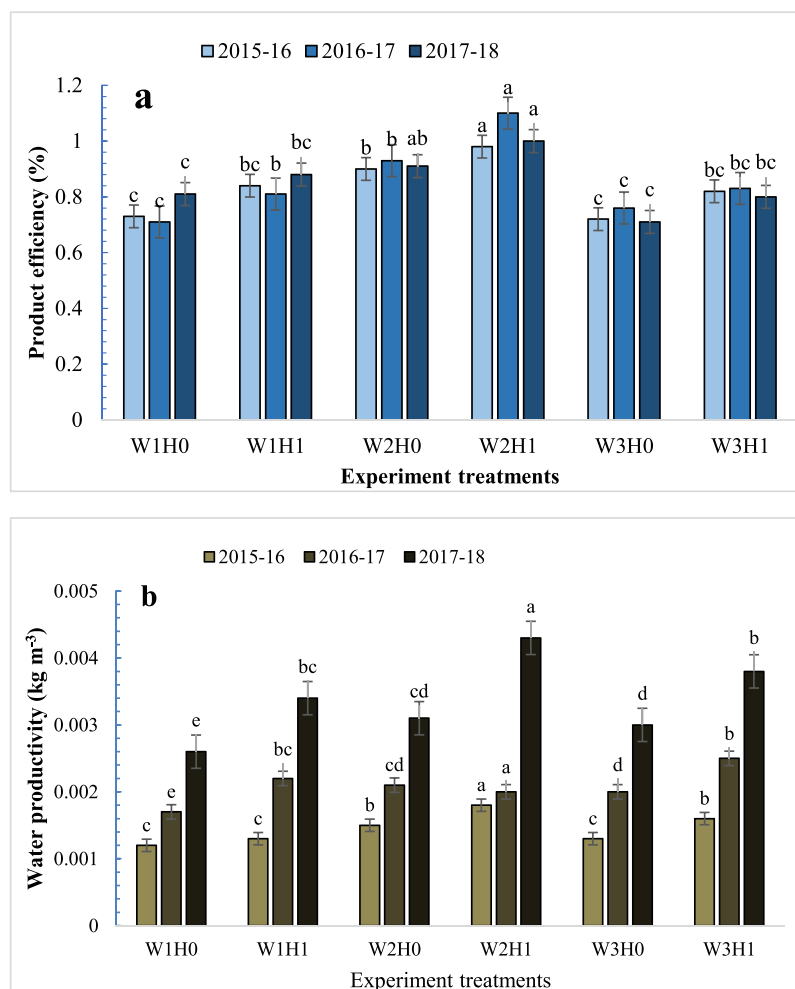 2015-16 2016-17 2017-18
a
Product efficiency (%)
1.2
1
0.8
0.6
0.4
0.2
0
c c c
bc b bc
b b ab
a a a
c c c
bc bc bc
W1H0 W1H1 W2H0 W2H1 W3H0 W3H1
Experiment treatments
2015-16 2016-17 2017-18
b
Water productivity (kg m⁻³)
0.005
0.004
0.003
0.002
0.001
0
c e e
c bc bc
b cd cd
a a a
c d d
b b b
W1H0 W1H1 W2H0 W2H1 W3H0 W3H1
Experiment treatments